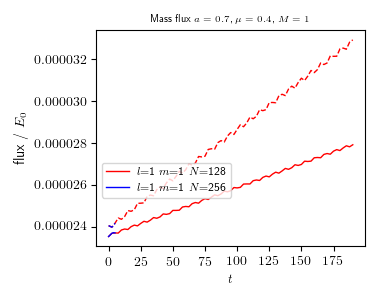 Mass flux a = 0.7, μ = 0.4, M = 1
flux / E₀
0.000032
0.000030
0.000028
0.000026
0.000024
l=1 m=1 N=128
l=1 m=1 N=256
0 25 50 75 100 125 150 175
t